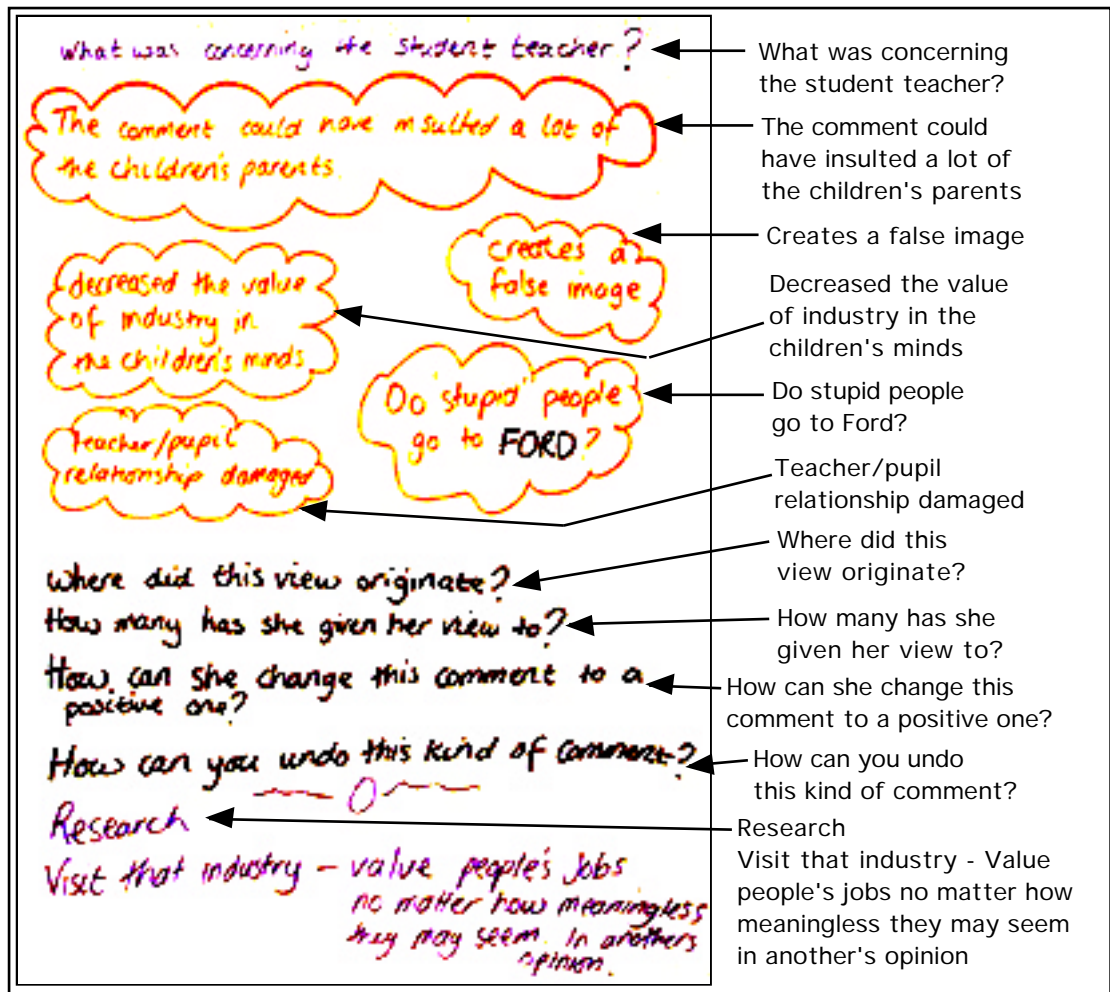 What was concerning the student teacher?
The comment could have insulted a lot of
the children's parents.
creates a
false image
decreased the value
of industry in
the children's minds
Do 'stupid' people
go to FORD?
teacher/pupil
relationship damaged
Where did this view originate?
How many has she given her view to?
How can she change this comment to a
positive one?
How can you undo this kind of comment?
Research
Visit that industry - value people's jobs
no matter how meaningless
they may seem. In anothers
opinion.
What was concerning
the student teacher?
The comment could
have insulted a lot of
the children's parents
Creates a false image
Decreased the value
of industry in the
children's minds
Do stupid people
go to Ford?
Teacher/pupil
relationship damaged
Where did this
view originate?
How many has she
given her view to?
How can she change this
comment to a positive one?
How can you undo
this kind of comment?
Research
Visit that industry - Value
people's jobs no matter how
meaningless they may seem
in another's opinion